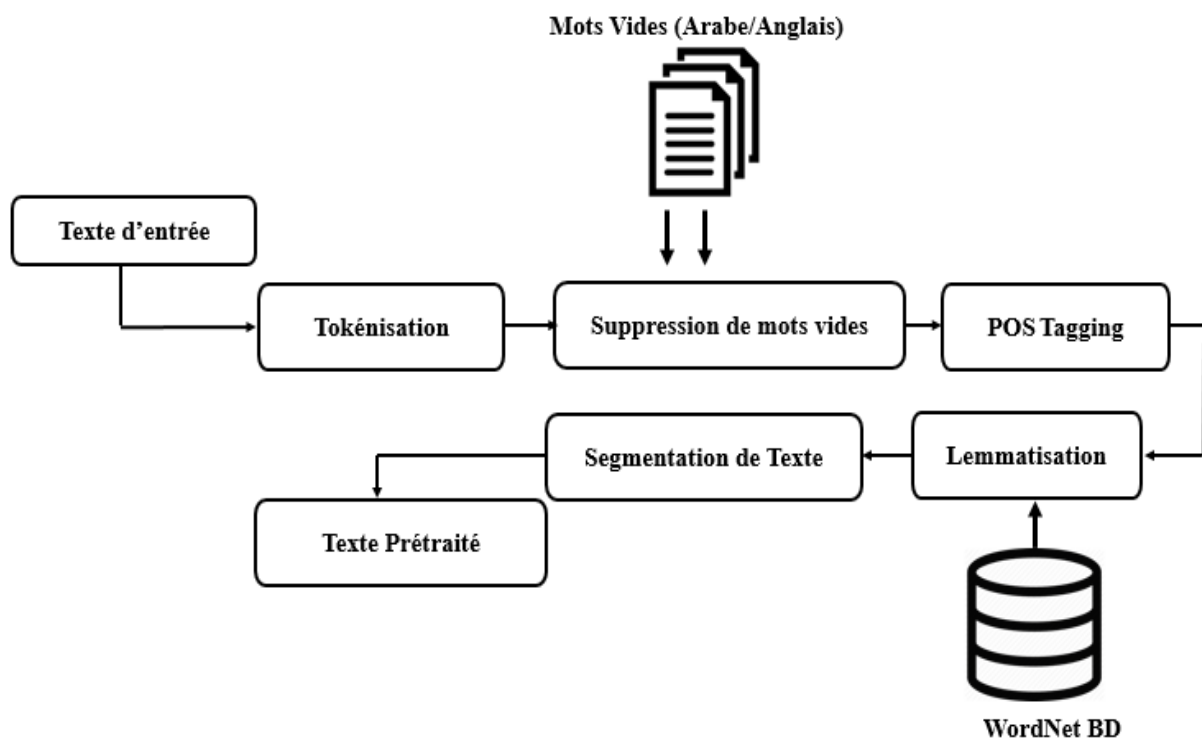 Mots Vides (Arabe/Anglais)
Texte d'entrée
Tokénisation
Suppression de mots vides
POS Tagging
Segmentation de Texte
Lemmatisation
Texte Prétraité
WordNet BD